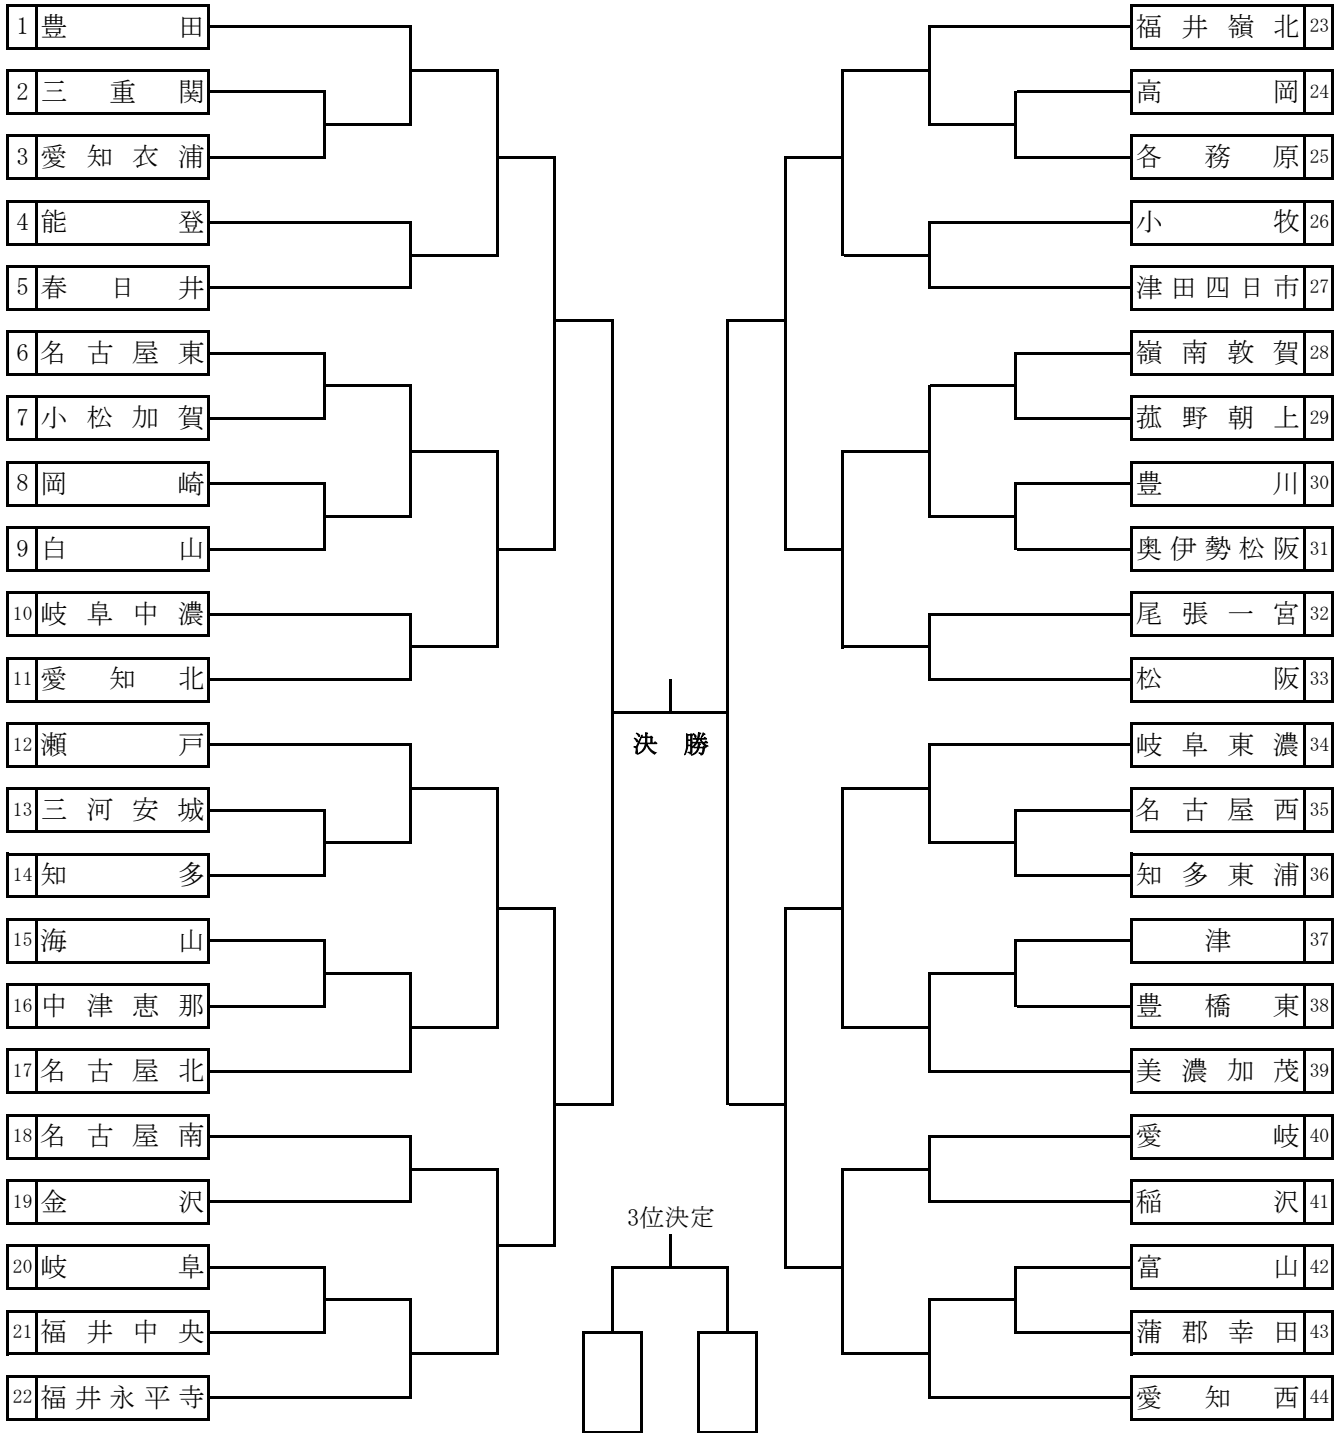 1 豊田
2 三重関
3 愛知衣浦
4 能登
5 春日井
6 名古屋東
7 小松加賀
8 岡崎
9 白山
10 岐阜中濃
11 愛知北
12 瀬戸
13 三河安城
14 知多
15 海山
16 中津恵那
17 名古屋北
18 名古屋南
19 金沢
20 岐阜
21 福井中央
22 福井永平寺
決勝
3位決定
福井嶺北 23
高岡 24
各務原 25
小牧 26
津田四日市 27
嶺南敦賀 28
菰野朝上 29
豊川 30
奥伊勢松阪 31
尾張一宮 32
松阪 33
岐阜東濃 34
名古屋西 35
知多東浦 36
津 37
豊橋東 38
美濃加茂 39
愛岐 40
稲沢 41
富山 42
蒲郡幸田 43
愛知西 44